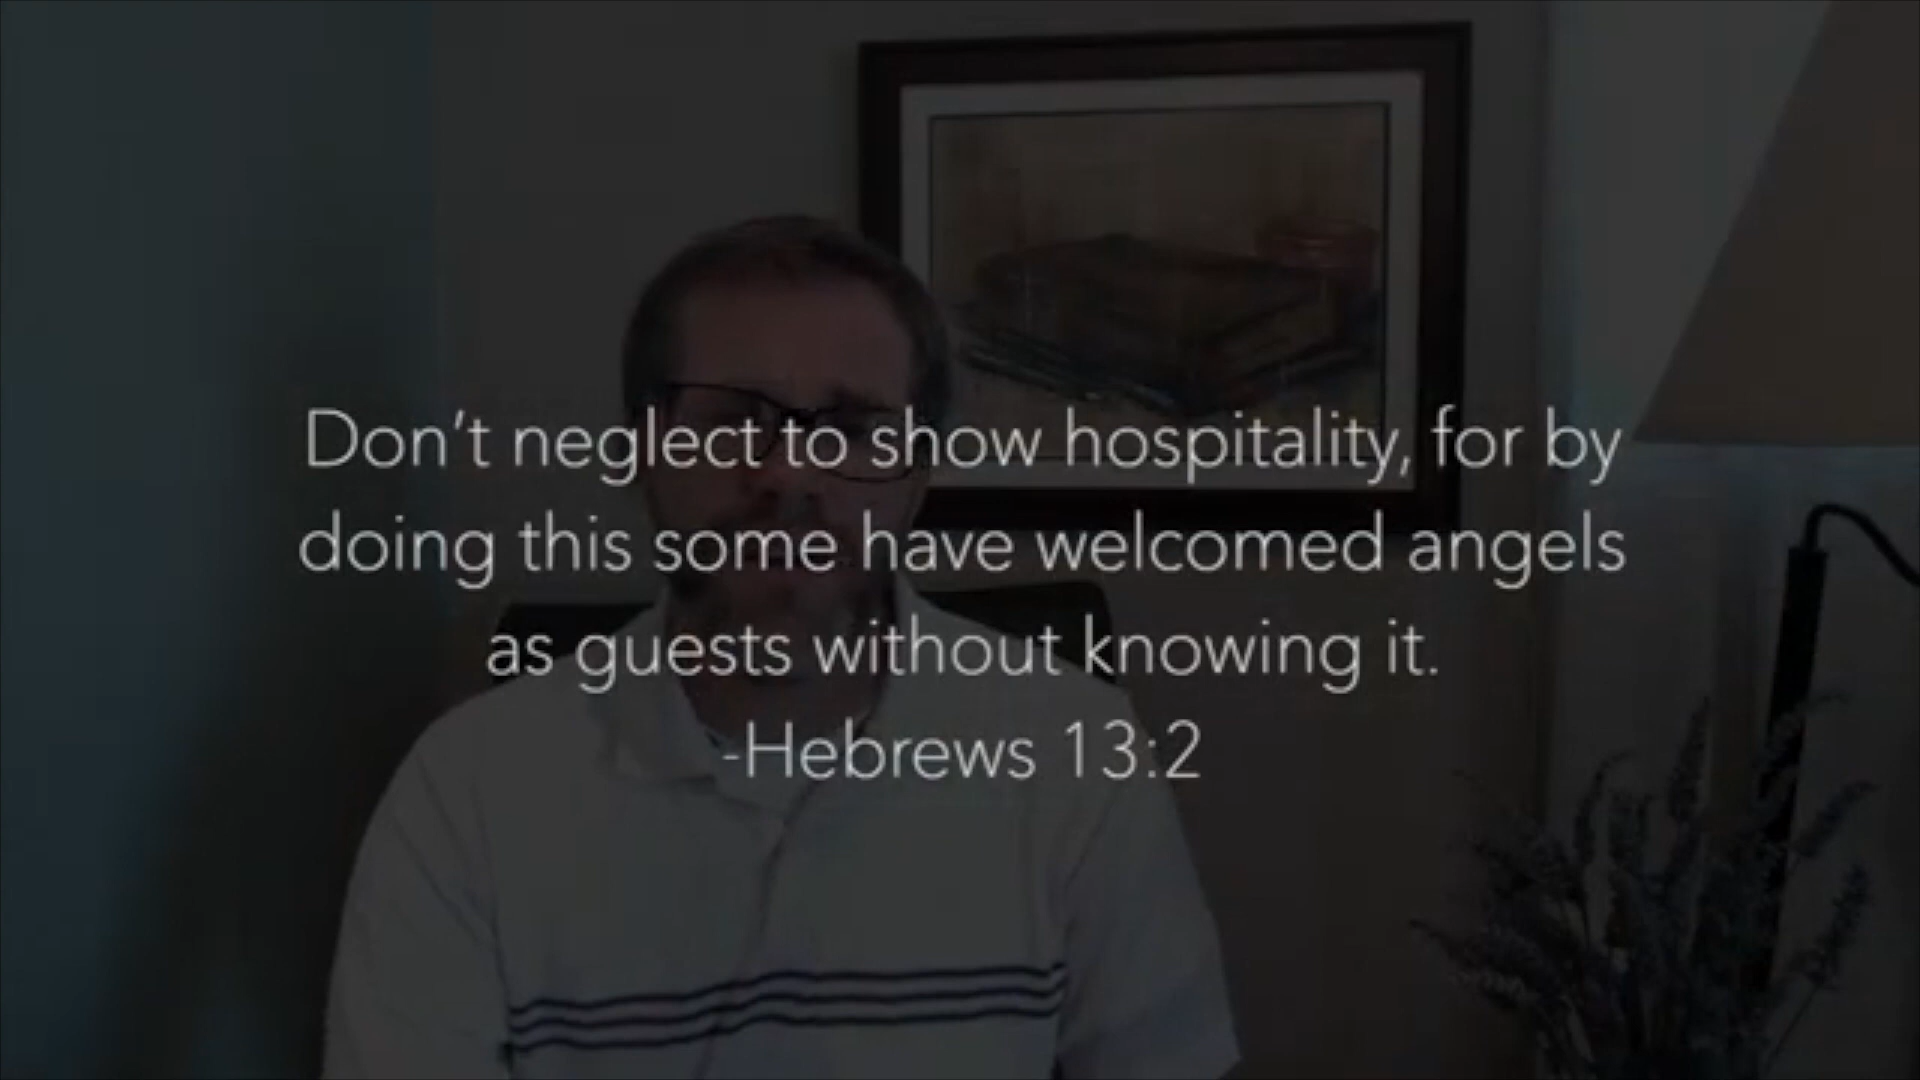 Don’t neglect to show hospitality, for by
doing this some have welcomed angels
as guests without knowing it.
-Hebrews 13:2